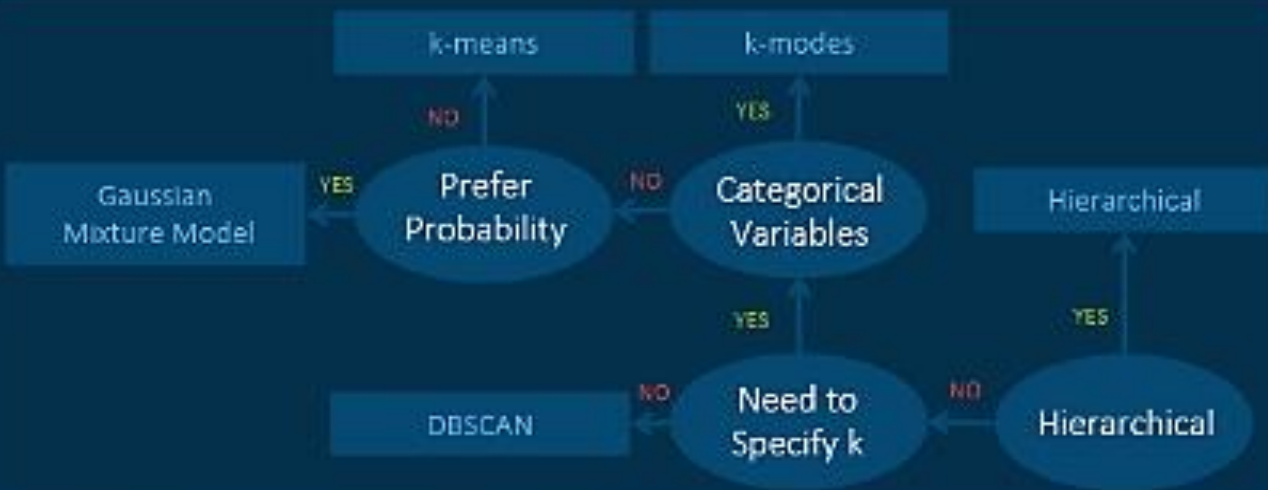 k-means
k-modes
NO
YES
Gaussian
Mixture Model
YES
Prefer
Probability
NO
Categorical
Variables
Hierarchical
YES
YES
DBSCAN
NO
Need to
Specify k
NO
Hierarchical